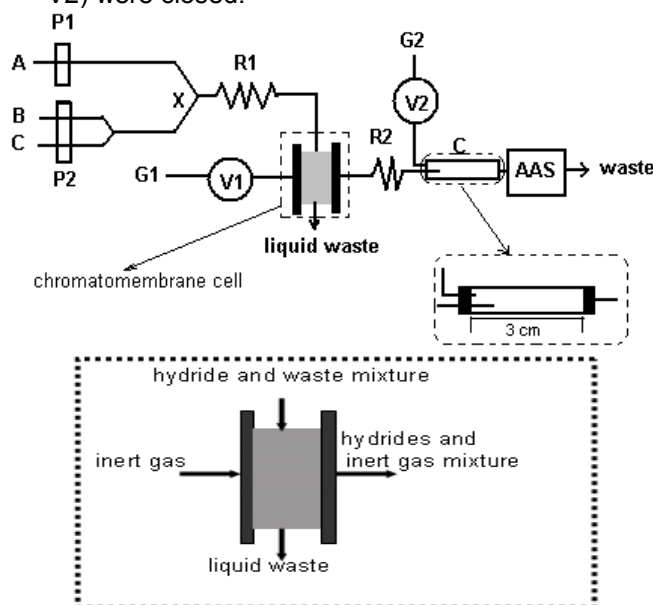 V2) were closed.
P1
G2
A
R1
V2
X
B
R2
C
C
G1
V1
AAS
waste
P2
liquid waste
chromatomembrane cell
3 cm
hydride and waste mixture
inert gas
hydrides and
inert gas mixture
liquid waste